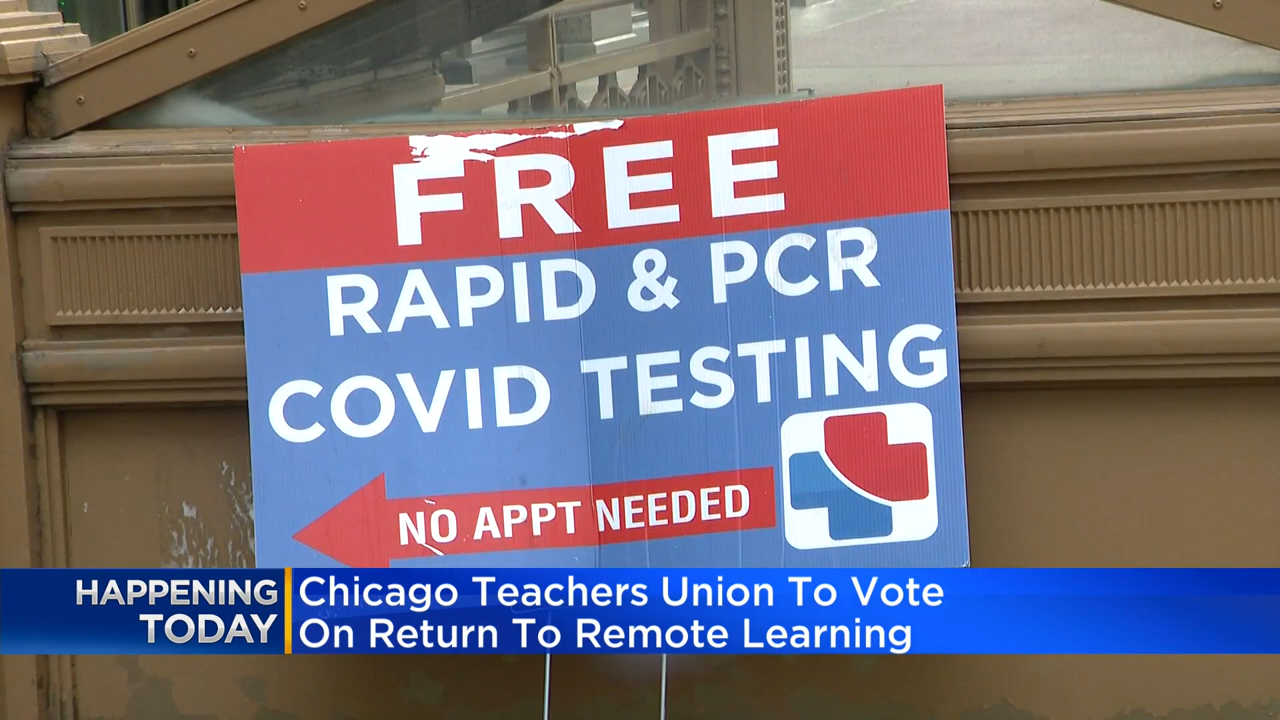 FREE
RAPID & PCR
COVID TESTING
NO APPT NEEDED
HAPPENING
TODAY
Chicago Teachers Union To Vote
On Return To Remote Learning